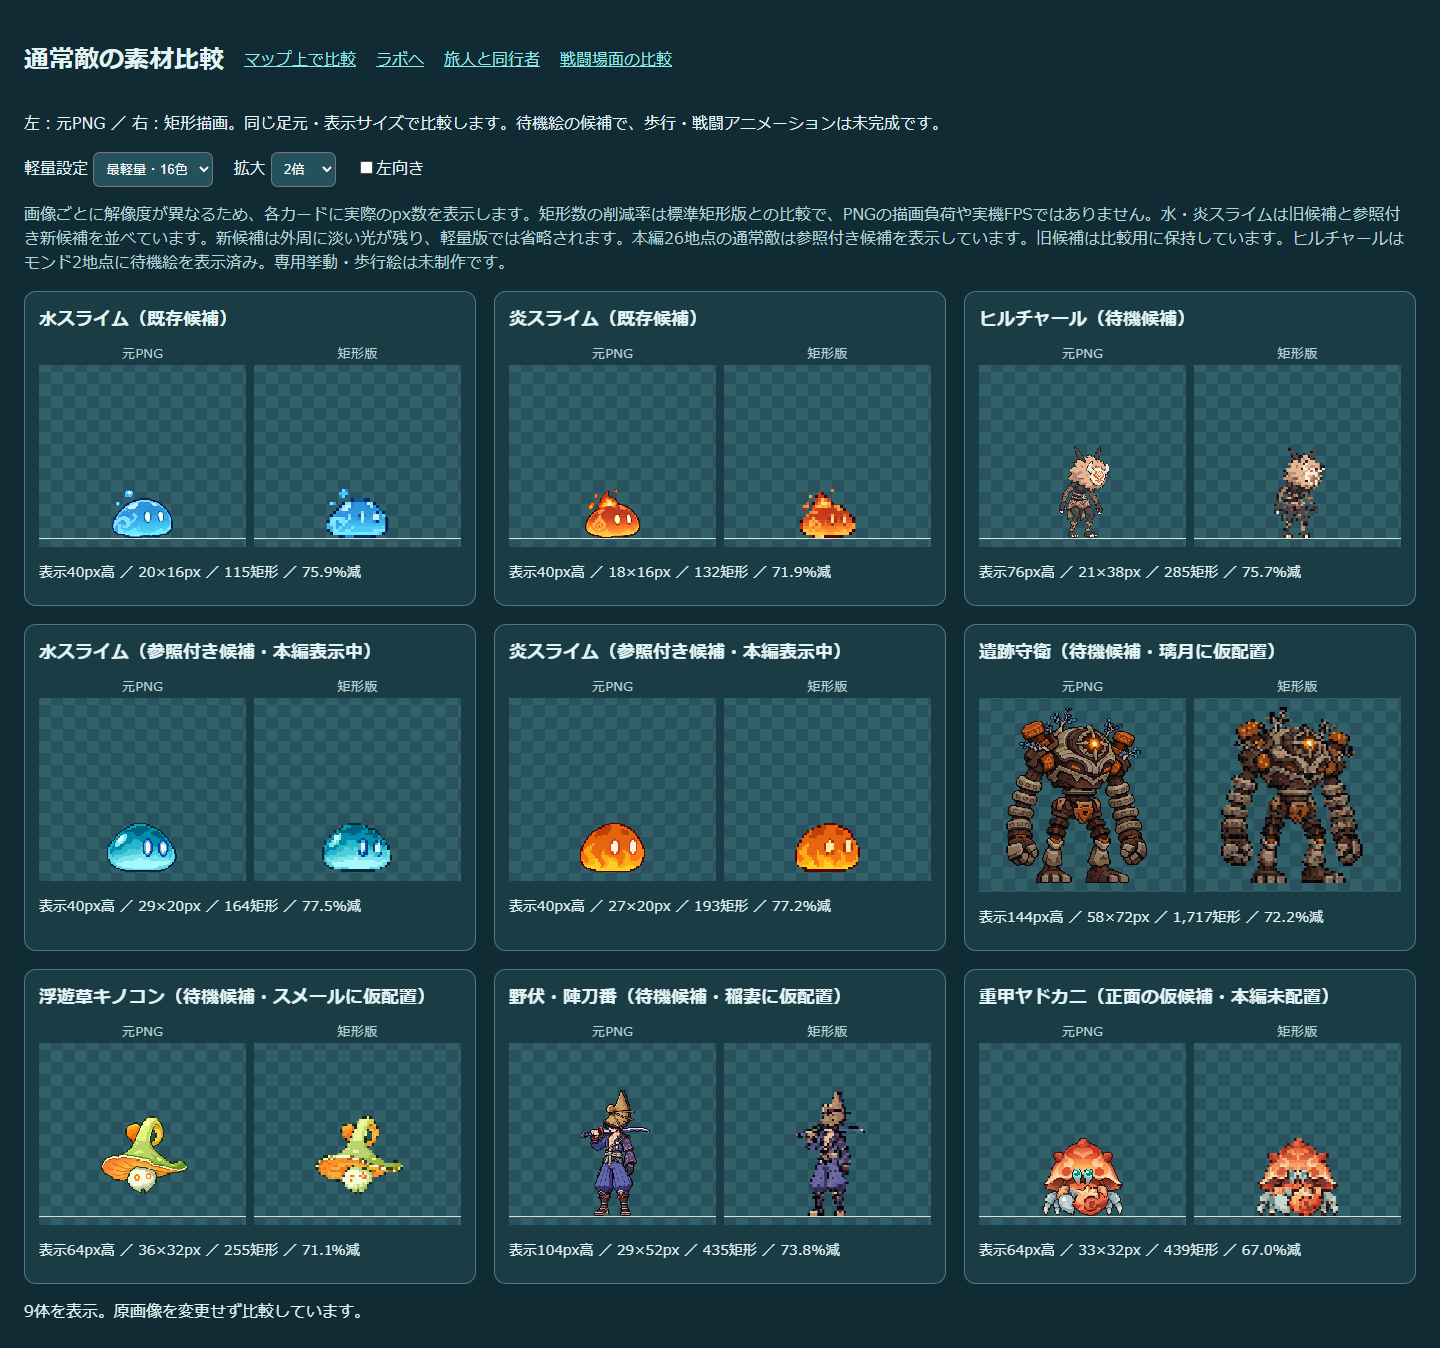 通常敵の素材比較 マップ上で比較 ラボへ 旅人と同行者 戦闘場面の比較
左：元PNG ／ 右：矩形描画。同じ足元・表示サイズで比較します。待機絵の候補で、歩行・戦闘アニメーションは未完成です。
軽量設定 最軽量・16色 拡大 2倍 左向き
画像ごとに解像度が異なるため、各カードに実際のpx数を表示します。矩形数の削減率は標準矩形版との比較で、PNGの描画負荷や実機FPSではありません。水・炎スライムは旧候補と参照付
き新候補を並べています。新候補は外周に淡い光が残り、軽量版では省略されます。本編26地点の通常敵は参照付き候補を表示しています。旧候補は比較用に保持しています。ヒルチャールは
モンド2地点に待機絵を表示済み。専用挙動・歩行絵は未制作です。
水スライム（既存候補）
元PNG 矩形版
表示40px高 ／ 20×16px ／ 115矩形 ／ 75.9%減
炎スライム（既存候補）
元PNG 矩形版
表示40px高 ／ 18×16px ／ 132矩形 ／ 71.9%減
ヒルチャール（待機候補）
元PNG 矩形版
表示76px高 ／ 21×38px ／ 285矩形 ／ 75.7%減
水スライム（参照付き候補・本編表示中）
元PNG 矩形版
表示40px高 ／ 29×20px ／ 164矩形 ／ 77.5%減
炎スライム（参照付き候補・本編表示中）
元PNG 矩形版
表示40px高 ／ 27×20px ／ 193矩形 ／ 77.2%減
遺跡守衛（待機候補・璃月に仮配置）
元PNG 矩形版
表示144px高 ／ 58×72px ／ 1,717矩形 ／ 72.2%減
浮遊草キノコン（待機候補・スメールに仮配置）
元PNG 矩形版
表示64px高 ／ 36×32px ／ 255矩形 ／ 71.1%減
野伏・陣刀番（待機候補・稲妻に仮配置）
元PNG 矩形版
表示104px高 ／ 29×52px ／ 435矩形 ／ 73.8%減
重甲ヤドカニ（正面の仮候補・本編未配置）
元PNG 矩形版
表示64px高 ／ 33×32px ／ 439矩形 ／ 67.0%減
9体を表示。原画像を変更せず比較しています。